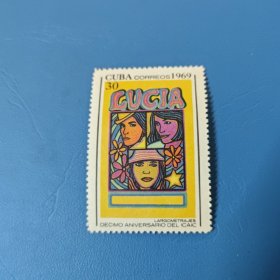 CUBA CORREOS 1969
30
LUCIA
LARGOMETRAJES
DECIMO ANIVERSARIO DEL ICAIC